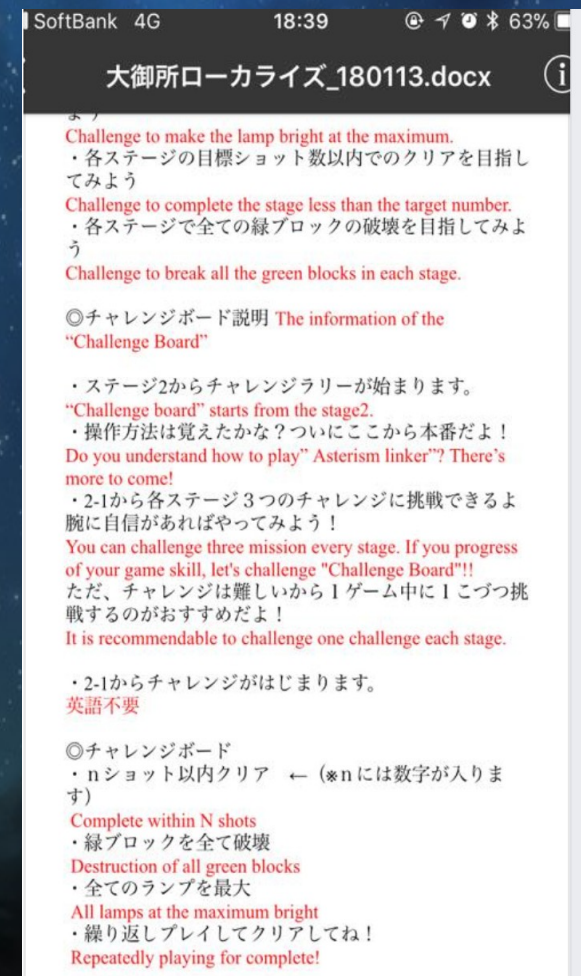 SoftBank 4G 18:39 63%
大御所ローカライズ_180113.docx
よう
Challenge to make the lamp bright at the maximum.
・各ステージの目標ショット数以内でのクリアを目指し
てみよう
Challenge to complete the stage less than the target number.
・各ステージで全ての緑ブロックの破壊を目指してみよ
う
Challenge to break all the green blocks in each stage.
◎チャレンジボード説明 The information of the
“Challenge Board”
・ステージ2からチャレンジラリーが始まります。
“Challenge board” starts from the stage2.
・操作方法は覚えたかな？ついにここから本番だよ！
Do you understand how to play” Asterism linker”? There’s
more to come!
・2-1から各ステージ３つのチャレンジに挑戦できるよ
腕に自信があればやってみよう！
You can challenge three mission every stage. If you progress
of your game skill, let's challenge "Challenge Board"!!
ただ、チャレンジは難しいから１ゲーム中に１こづつ挑
戦するのがおすすめだよ！
It is recommendable to challenge one challenge each stage.
・2-1からチャレンジがはじまります。
英語不要
◎チャレンジボード
・ｎショット以内クリア ← （※ｎには数字が入りま
す）
Complete within N shots
・緑ブロックを全て破壊
Destruction of all green blocks
・全てのランプを最大
All lamps at the maximum bright
・繰り返しプレイしてクリアしてね！
Repeatedly playing for complete!